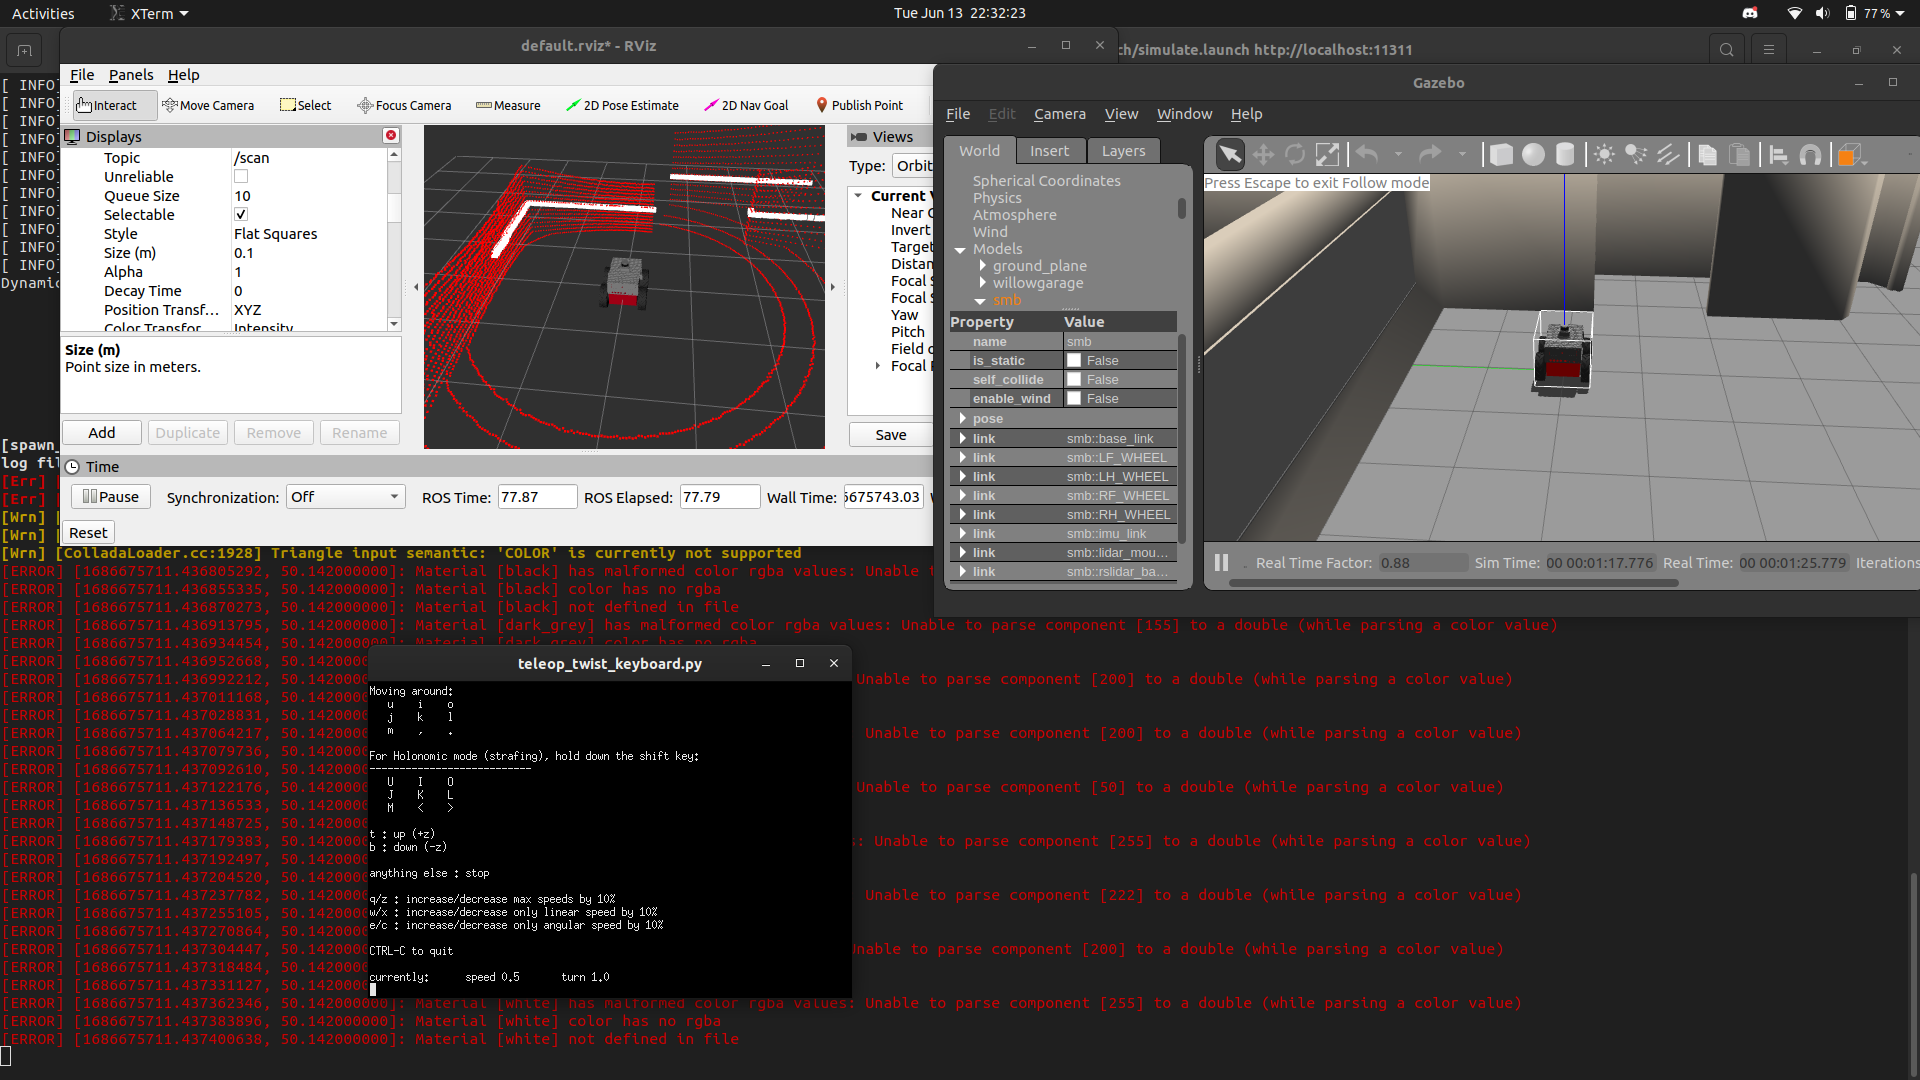 Activities
XTerm
Tue Jun 13 22:32:23
77 %
default.rviz* - RViz
ch/simulate.launch http://localhost:11311
File Panels Help
Interact Move Camera Select Focus Camera Measure 2D Pose Estimate 2D Nav Goal Publish Point
Displays
Topic /scan
Unreliable
Queue Size 10
Selectable
Style Flat Squares
Size (m) 0.1
Alpha 1
Decay Time 0
Position Transf... XYZ
Color Transfor Intensity
Size (m)
Point size in meters.
Add Duplicate Remove Rename
Views
Type: Orbit
Current V
Near C
Invert
Target
Distan
Focal S
Focal S
Yaw
Pitch
Field o
Focal F
Save
Time
Pause Synchronization: Off ROS Time: 77.87 ROS Elapsed: 77.79 Wall Time: 5675743.03
Reset
Gazebo
File Edit Camera View Window Help
World Insert Layers
Spherical Coordinates
Physics
Atmosphere
Wind
Models
ground_plane
willowgarage
smb
Property Value
name smb
is_static False
self_collide False
enable_wind False
pose
link smb::base_link
link smb::LF_WHEEL
link smb::LH_WHEEL
link smb::RF_WHEEL
link smb::RH_WHEEL
link smb::imu_link
link smb::lidar_mou...
link smb::rslidar_ba...
Press Escape to exit Follow mode
Real Time Factor: 0.88 Sim Time: 00 00:01:17.776 Real Time: 00 00:01:25.779 Iterations
[ INFO]
[ INFO]
[ INFO]
[ INFO]
[ INFO]
[ INFO]
[ INFO]
[ INFO]
[ INFO]
[ INFO]
[ INFO]
Dynamic
[spawn_
log fil
[Err] [
[Err] [
[Wrn] [
[Wrn] [
[Wrn] [ColladaLoader.cc:1928] Triangle input semantic: 'COLOR' is currently not supported
[ERROR] [1686675711.436805292, 50.142000000]: Material [black] has malformed color rgba values: Unable t
[ERROR] [1686675711.436855335, 50.142000000]: Material [black] color has no rgba
[ERROR] [1686675711.436870273, 50.142000000]: Material [black] not defined in file
[ERROR] [1686675711.436913795, 50.142000000]: Material [dark_grey] has malformed color rgba values: Unable to parse component [155] to a double (while parsing a color value)
[ERROR] [1686675711.436934454, 50.142000000]: Material [dark_grey] color has no rgba
[ERROR] [1686675711.436952668, 50.142000000
[ERROR] [1686675711.436992212, 50.142000000 Unable to parse component [200] to a double (while parsing a color value)
[ERROR] [1686675711.437011168, 50.142000000
[ERROR] [1686675711.437028831, 50.142000000
[ERROR] [1686675711.437064217, 50.142000000 Unable to parse component [200] to a double (while parsing a color value)
[ERROR] [1686675711.437079736, 50.142000000
[ERROR] [1686675711.437092610, 50.142000000
[ERROR] [1686675711.437122176, 50.142000000 Unable to parse component [50] to a double (while parsing a color value)
[ERROR] [1686675711.437136533, 50.142000000
[ERROR] [1686675711.437148725, 50.142000000
[ERROR] [1686675711.437179383, 50.142000000 : Unable to parse component [255] to a double (while parsing a color value)
[ERROR] [1686675711.437192497, 50.142000000
[ERROR] [1686675711.437204520, 50.142000000
[ERROR] [1686675711.437237782, 50.142000000 Unable to parse component [222] to a double (while parsing a color value)
[ERROR] [1686675711.437255105, 50.142000000
[ERROR] [1686675711.437270864, 50.142000000
[ERROR] [1686675711.437304447, 50.142000000 nable to parse component [200] to a double (while parsing a color value)
[ERROR] [1686675711.437318484, 50.142000000
[ERROR] [1686675711.437331127, 50.142000000
[ERROR] [1686675711.437362346, 50.142000000]: Material [white] has malformed color rgba values: Unable to parse component [255] to a double (while parsing a color value)
[ERROR] [1686675711.437383896, 50.142000000]: Material [white] color has no rgba
[ERROR] [1686675711.437400638, 50.142000000]: Material [white] not defined in file
teleop_twist_keyboard.py
Moving around:
u i o
j k l
m , .
For Holonomic mode (strafing), hold down the shift key:
---------------------------
U I O
J K L
M < >
t : up (+z)
b : down (-z)
anything else : stop
q/z : increase/decrease max speeds by 10%
w/x : increase/decrease only linear speed by 10%
e/c : increase/decrease only angular speed by 10%
CTRL-C to quit
currently: speed 0.5 turn 1.0